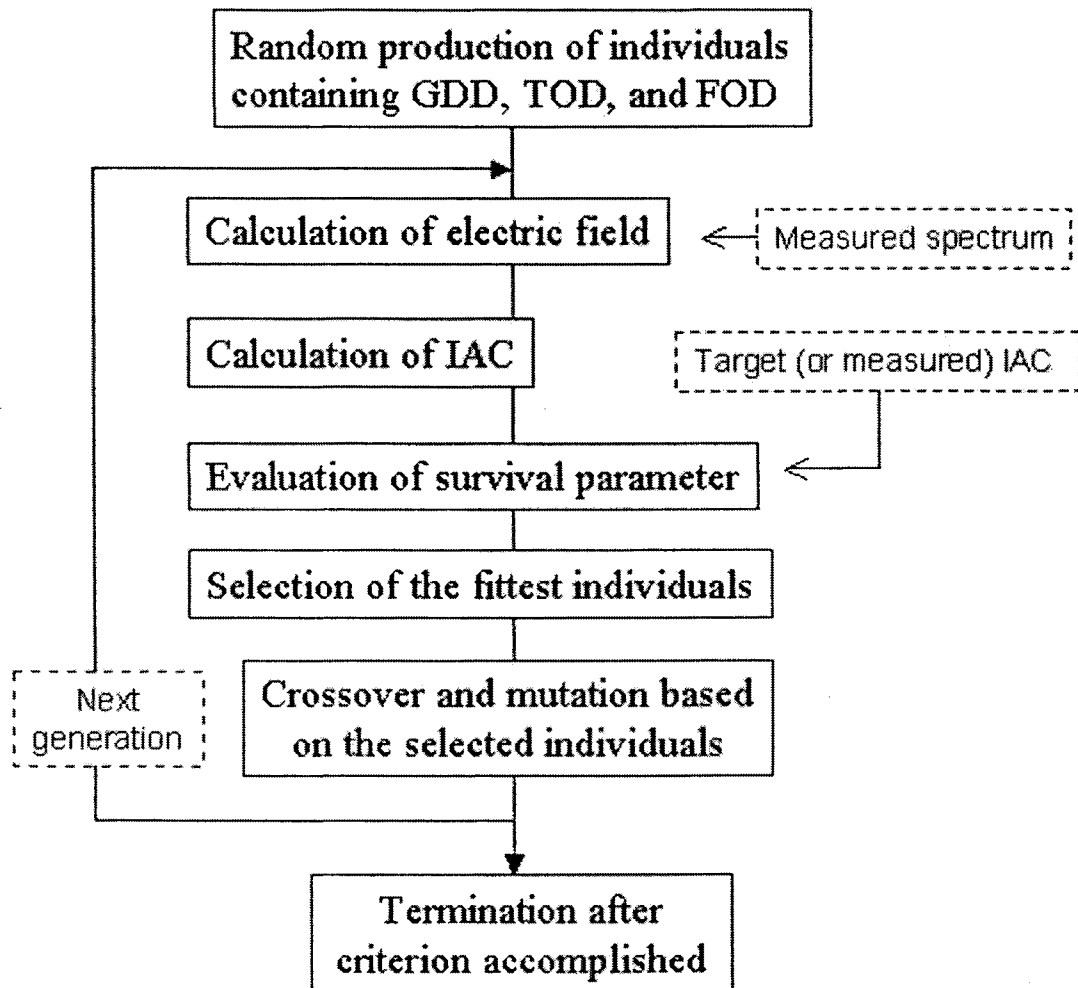 Random production of individuals
containing GDD, TOD, and FOD
Calculation of electric field
Measured spectrum
Calculation of IAC
Target (or measured) IAC
Evaluation of survival parameter
Selection of the fittest individuals
Next
generation
Crossover and mutation based
on the selected individuals
Termination after
criterion accomplished